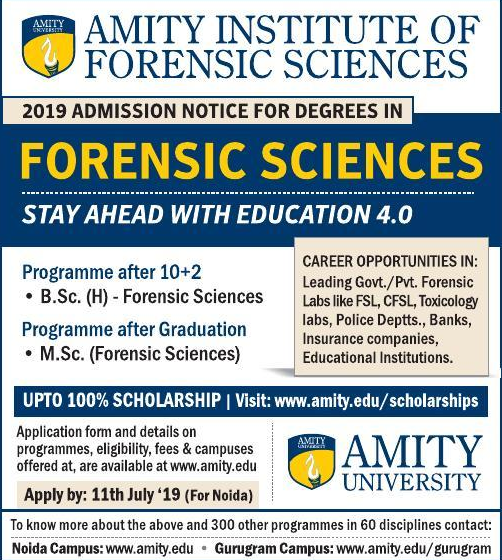 AMITY
UNIVERSITY
AMITY INSTITUTE OF
FORENSIC SCIENCES
2019 ADMISSION NOTICE FOR DEGREES IN
FORENSIC SCIENCES
STAY AHEAD WITH EDUCATION 4.0
Programme after 10+2
• B.Sc. (H) - Forensic Sciences
Programme after Graduation
• M.Sc. (Forensic Sciences)
CAREER OPPORTUNITIES IN:
Leading Govt./Pvt. Forensic
Labs like FSL, CFSL, Toxicology
labs, Police Deptts., Banks,
Insurance companies,
Educational Institutions.
UPTO 100% SCHOLARSHIP | Visit: www.amity.edu/scholarships
Application form and details on
programmes, eligibility, fees & campuses
offered at, are available at www.amity.edu
Apply by: 11th July '19 (For Noida)
AMITY
UNIVERSITY
AMITY
UNIVERSITY
To know more about the above and 300 other programmes in 60 disciplines contact:
Noida Campus: www.amity.edu • Gurugram Campus: www.amity.edu/gurugram